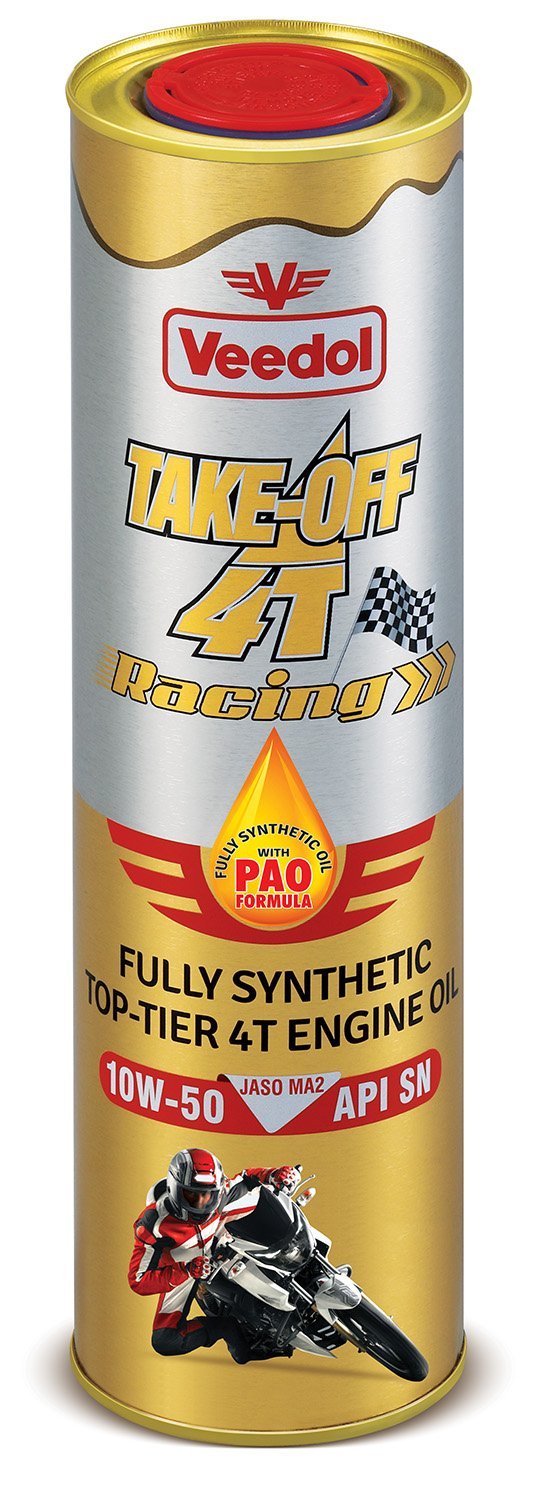 Veedol
TAKE-OFF
4T
Racing
FULLY SYNTHETIC OIL
WITH
PAO
FORMULA
FULLY SYNTHETIC
TOP-TIER 4T ENGINE OIL
10W-50 JASO MA2 API SN